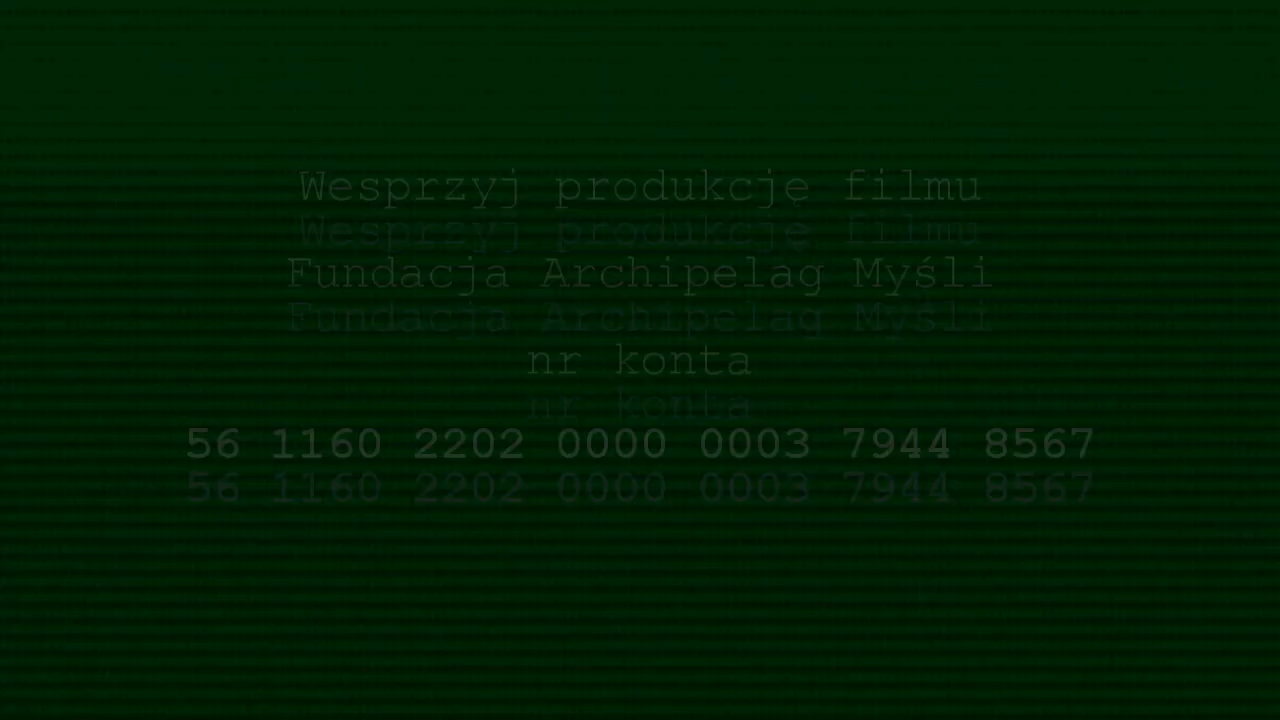 Wesprzyj produkcję filmu
Fundacja Archipelag Myśli
nr konta
56 1160 2202 0000 0003 7944 8567